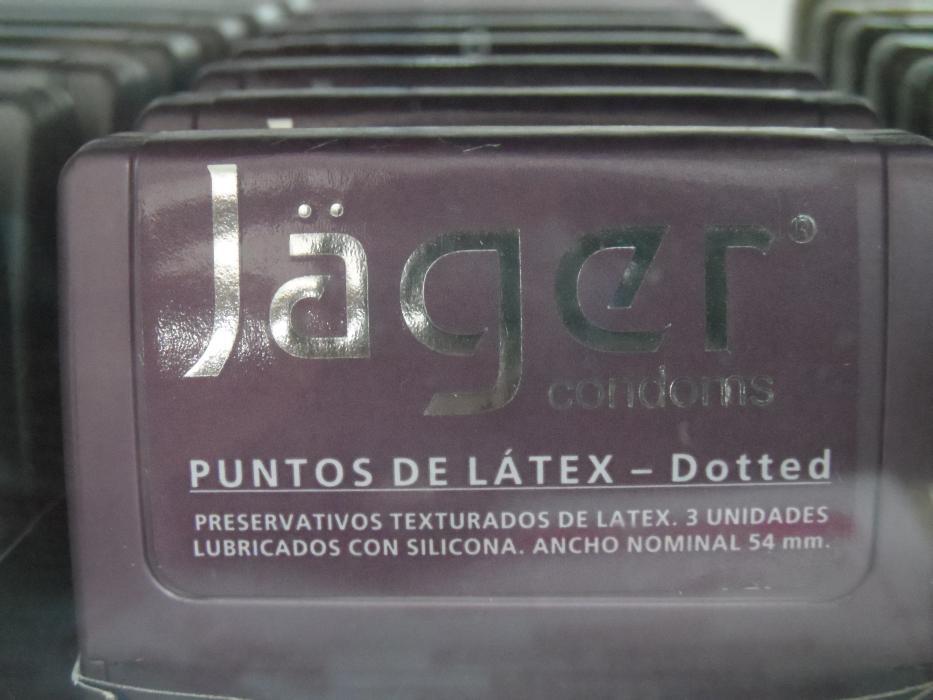 Jäger®
condoms
PUNTOS DE LÁTEX – Dotted
PRESERVATIVOS TEXTURADOS DE LATEX. 3 UNIDADES
LUBRICADOS CON SILICONA. ANCHO NOMINAL 54 mm.